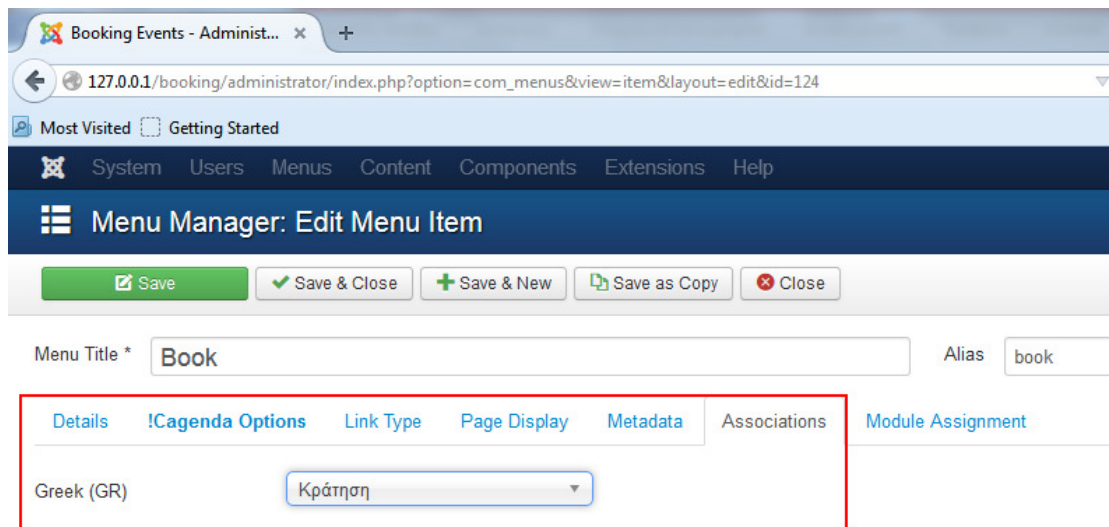 Booking Events - Administ... × +
127.0.0.1/booking/administrator/index.php?option=com_menus&view=item&layout=edit&id=124
Most Visited Getting Started
System Users Menus Content Components Extensions Help
Menu Manager: Edit Menu Item
Save Save & Close Save & New Save as Copy Close
Menu Title * Book Alias book
Details !Cagenda Options Link Type Page Display Metadata Associations Module Assignment
Greek (GR) Κράτηση